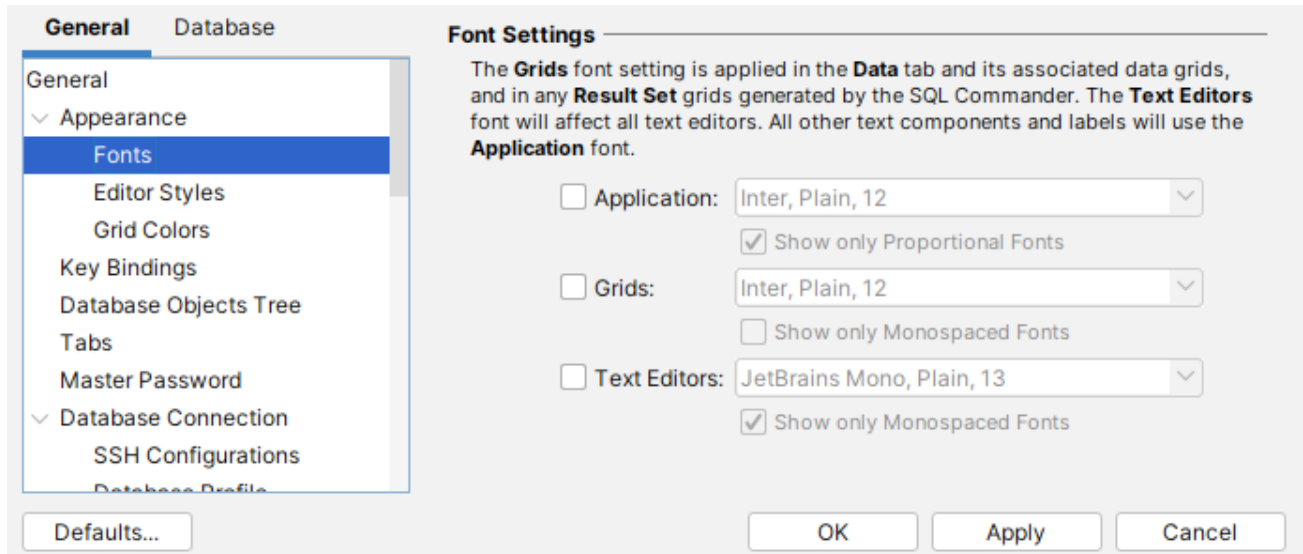 General Database
General
Appearance
Fonts
Editor Styles
Grid Colors
Key Bindings
Database Objects Tree
Tabs
Master Password
Database Connection
SSH Configurations
Database Profile
Defaults...
Font Settings
The Grids font setting is applied in the Data tab and its associated data grids,
and in any Result Set grids generated by the SQL Commander. The Text Editors
font will affect all text editors. All other text components and labels will use the
Application font.
Application: Inter, Plain, 12
Show only Proportional Fonts
Grids: Inter, Plain, 12
Show only Monospaced Fonts
Text Editors: JetBrains Mono, Plain, 13
Show only Monospaced Fonts
OK Apply Cancel